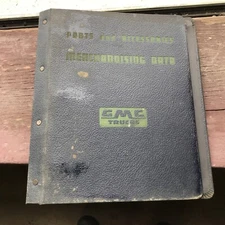 PARTS AND ACCESSORIES
MERCHANDISING DATA
GMC
TRUCKS